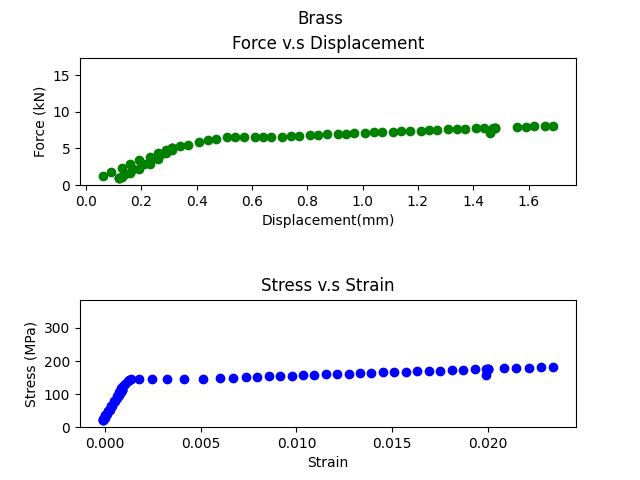 Brass
Force v.s Displacement
15
10
5
0
Force (kN)
0.0 0.2 0.4 0.6 0.8 1.0 1.2 1.4 1.6
Displacement(mm)
Stress v.s Strain
300
200
100
0
Stress (MPa)
0.000 0.005 0.010 0.015 0.020
Strain